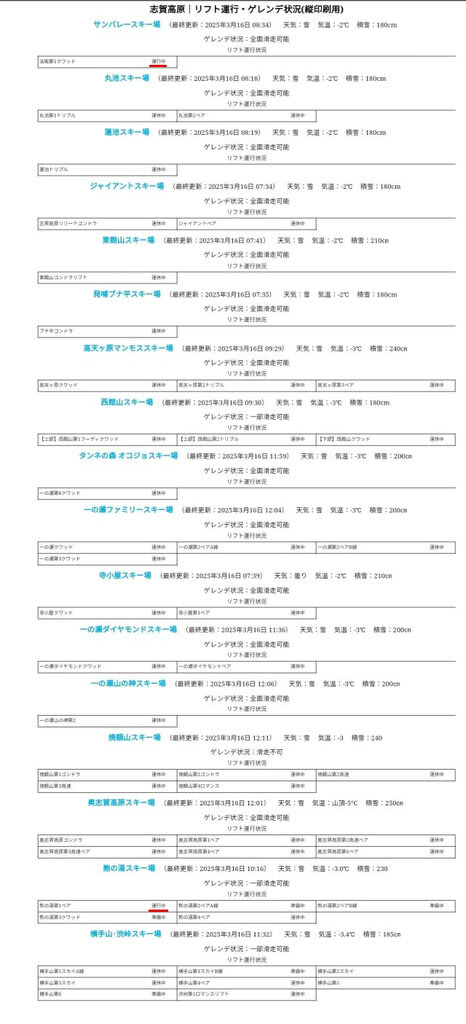 志賀高原｜リフト運行・ゲレンデ状況(縦印刷用)
サンバレースキー場 （最終更新：2025年3月16日 08:34） 天気：雪 気温：-2℃ 積雪：180cm
ゲレンデ状況：全面滑走可能
リフト運行状況
法坂第1クワッド 運行中
丸池スキー場 （最終更新：2025年3月16日 08:18） 天気：雪 気温：-2℃ 積雪：180cm
ゲレンデ状況：全面滑走可能
リフト運行状況
丸池第1トリプル 運休中 丸池第2ペア 運休中
蓮池スキー場 （最終更新：2025年3月16日 08:19） 天気：雪 気温：-2℃ 積雪：180cm
ゲレンデ状況：全面滑走可能
リフト運行状況
蓮池トリプル 運休中
ジャイアントスキー場 （最終更新：2025年3月16日 07:34） 天気：雪 気温：-2℃ 積雪：180cm
ゲレンデ状況：全面滑走可能
リフト運行状況
志賀高原リゾートゴンドラ 運休中 ジャイアントペア 運休中
東館山スキー場 （最終更新：2025年3月16日 07:41） 天気：雪 気温：-2℃ 積雪：210㎝
ゲレンデ状況：全面滑走可能
リフト運行状況
東館山ゴンドラリフト 運休中
発哺ブナ平スキー場 （最終更新：2025年3月16日 07:35） 天気：雪 気温：-2℃ 積雪：180cm
ゲレンデ状況：全面滑走可能
リフト運行状況
ブナ平ゴンドラ 運休中
高天ヶ原マンモススキー場 （最終更新：2025年3月16日 09:29） 天気：雪 気温：-3℃ 積雪：240cm
ゲレンデ状況：全面滑走可能
リフト運行状況
高天ヶ原クワッド 運休中 高天ヶ原第2トリプル 運休中 高天ヶ原第3ペア 運休中
西館山スキー場 （最終更新：2025年3月16日 09:30） 天気：雪 気温：-3℃ 積雪：180cm
ゲレンデ状況：一部滑走可能
リフト運行状況
【上部】西館山第1フーディクワッド 運休中 【上部】西館山第2トリプル 運休中 【下部】西館山クワッド 運休中
タンネの森 オコジョスキー場 （最終更新：2025年3月16日 11:59） 天気：雪 気温：-3℃ 積雪：200㎝
ゲレンデ状況：全面滑走可能
リフト運行状況
一の瀬第6クワッド 運休中
一の瀬ファミリースキー場 （最終更新：2025年3月16日 12:04） 天気：雪 気温：-3℃ 積雪：200㎝
ゲレンデ状況：全面滑走可能
リフト運行状況
一の瀬クワッド 運休中 一の瀬第2ペアA線 運休中 一の瀬第2ペアB線 運休中
一の瀬第3クワッド 運休中
寺小屋スキー場 （最終更新：2025年3月16日 07:39） 天気：曇り 気温：-2℃ 積雪：210㎝
ゲレンデ状況：全面滑走可能
リフト運行状況
寺小屋クワッド 運休中 寺小屋第3ペア 運休中
一の瀬ダイヤモンドスキー場 （最終更新：2025年3月16日 11:36） 天気：雪 気温：-3℃ 積雪：200㎝
ゲレンデ状況：全面滑走可能
リフト運行状況
一の瀬ダイヤモンドクワッド 運休中 一の瀬ダイヤモンドペア 運休中
一の瀬山の神スキー場 （最終更新：2025年3月16日 12:06） 天気：雪 気温：-3℃ 積雪：200㎝
ゲレンデ状況：全面滑走可能
リフト運行状況
一の瀬山の神第2 運休中
焼額山スキー場 （最終更新：2025年3月16日 12:11） 天気：雪 気温：-3 積雪：240
ゲレンデ状況：滑走不可
リフト運行状況
焼額山第1ゴンドラ 運休中 焼額山第2ゴンドラ 運休中 焼額山第2高速 運休中
焼額山第3高速 運休中 焼額山第4ロマンス 運休中
奥志賀高原スキー場 （最終更新：2025年3月16日 12:01） 天気：雪 気温：山頂-5℃ 積雪：250㎝
ゲレンデ状況：全面滑走可能
リフト運行状況
奥志賀高原ゴンドラ 運休中 奥志賀高原第1ペア 運休中 奥志賀高原第2高速ペア 運休中
奥志賀高原第3高速ペア 運休中 奥志賀高原第4ペア 運休中 奥志賀高原第6ペア 運休中
熊の湯スキー場 （最終更新：2025年3月16日 10:16） 天気：雪 気温：-3.0℃ 積雪：230
ゲレンデ状況：一部滑走可能
リフト運行状況
熊の湯第1ペア 運行中 熊の湯第2ペアA線 準備中 熊の湯第2ペアB線 準備中
熊の湯第3クワッド 準備中 熊の湯第4ペア 運休中
横手山･渋峠スキー場 （最終更新：2025年3月16日 11:32） 天気：雪 気温：-3.4℃ 積雪：185㎝
ゲレンデ状況：一部滑走可能
リフト運行状況
横手山第1スカイA線 運休中 横手山第1スカイB線 準備中 横手山第2スカイ 運休中
横手山第3スカイ 運休中 横手山第4ペア 運休中 横手山第5 準備中
横手山第6 準備中 渋峠第1ロマンスリフト 運休中